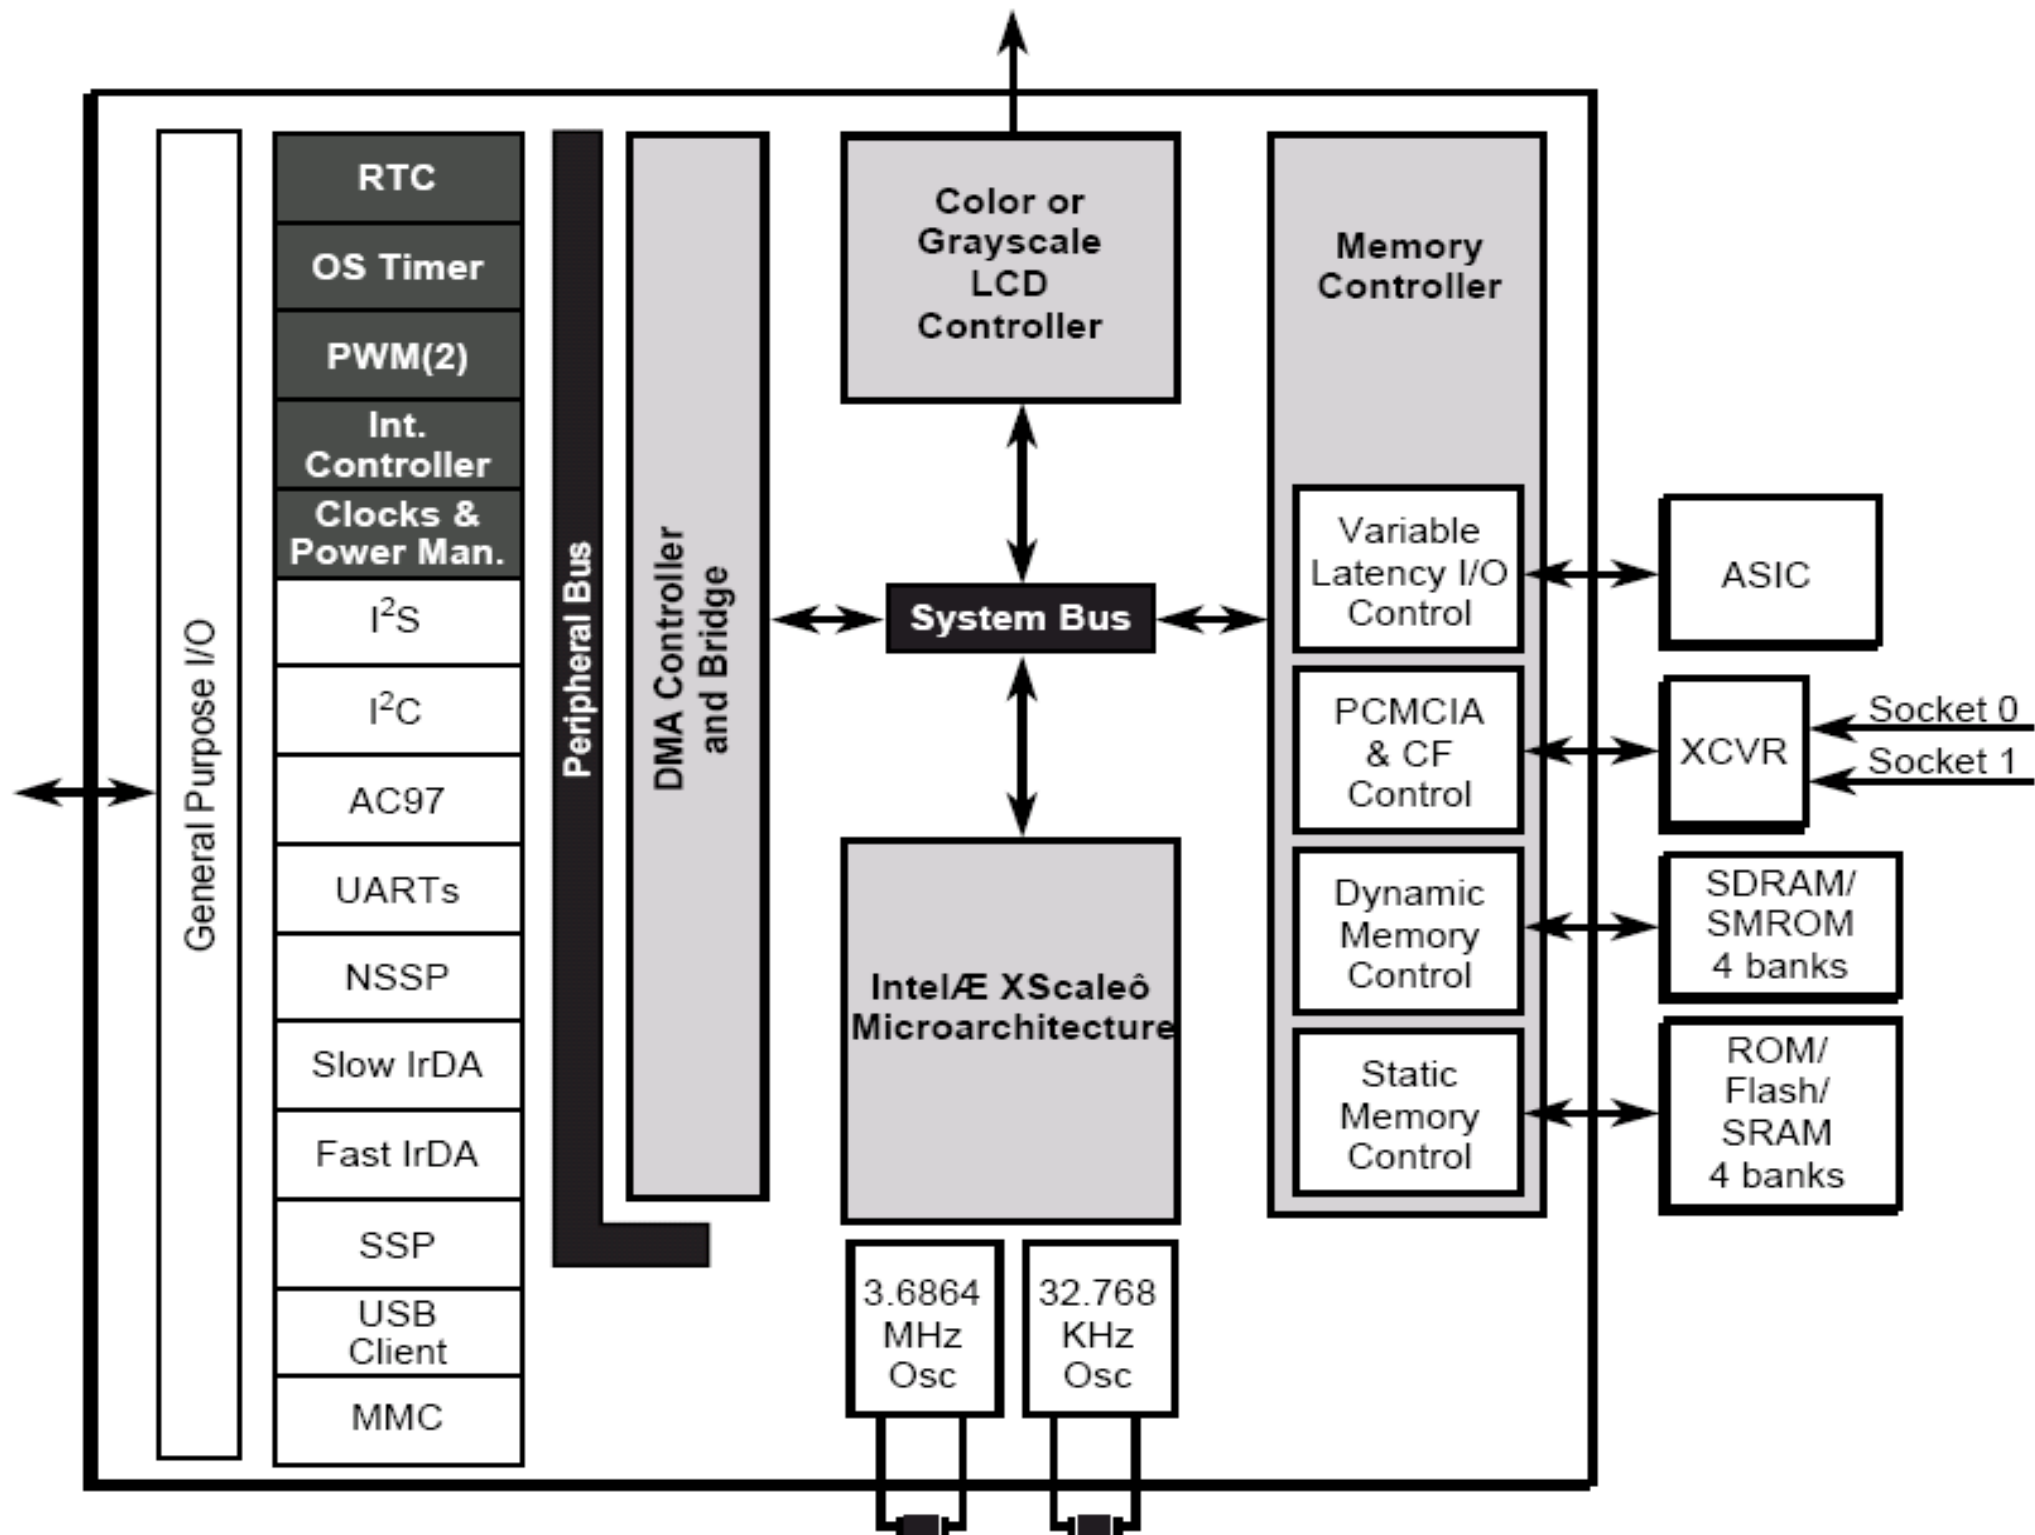 General Purpose I/O
RTC
OS Timer
PWM(2)
Int.
Controller
Clocks &
Power Man.
I²S
I²C
AC97
UARTs
NSSP
Slow IrDA
Fast IrDA
SSP
USB
Client
MMC
Peripheral Bus
DMA Controller
and Bridge
Color or
Grayscale
LCD
Controller
System Bus
IntelÆ XScaleô
Microarchitecture
3.6864
MHz
Osc
32.768
KHz
Osc
Memory
Controller
Variable
Latency I/O
Control
PCMCIA
& CF
Control
Dynamic
Memory
Control
Static
Memory
Control
ASIC
XCVR
Socket 0
Socket 1
SDRAM/
SMROM
4 banks
ROM/
Flash/
SRAM
4 banks